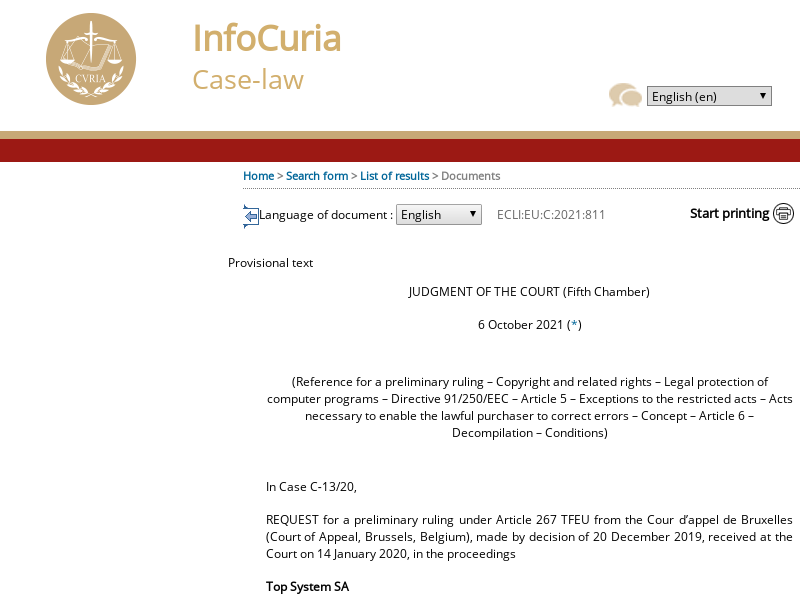 CVRIA
InfoCuria
Case-law
English (en)
Home > Search form > List of results > Documents
Language of document : English ECLI:EU:C:2021:811 Start printing
Provisional text
JUDGMENT OF THE COURT (Fifth Chamber)
6 October 2021 (*)
(Reference for a preliminary ruling – Copyright and related rights – Legal protection of
computer programs – Directive 91/250/EEC – Article 5 – Exceptions to the restricted acts – Acts
necessary to enable the lawful purchaser to correct errors – Concept – Article 6 –
Decompilation – Conditions)
In Case C-13/20,
REQUEST for a preliminary ruling under Article 267 TFEU from the Cour d’appel de Bruxelles
(Court of Appeal, Brussels, Belgium), made by decision of 20 December 2019, received at the
Court on 14 January 2020, in the proceedings
Top System SA